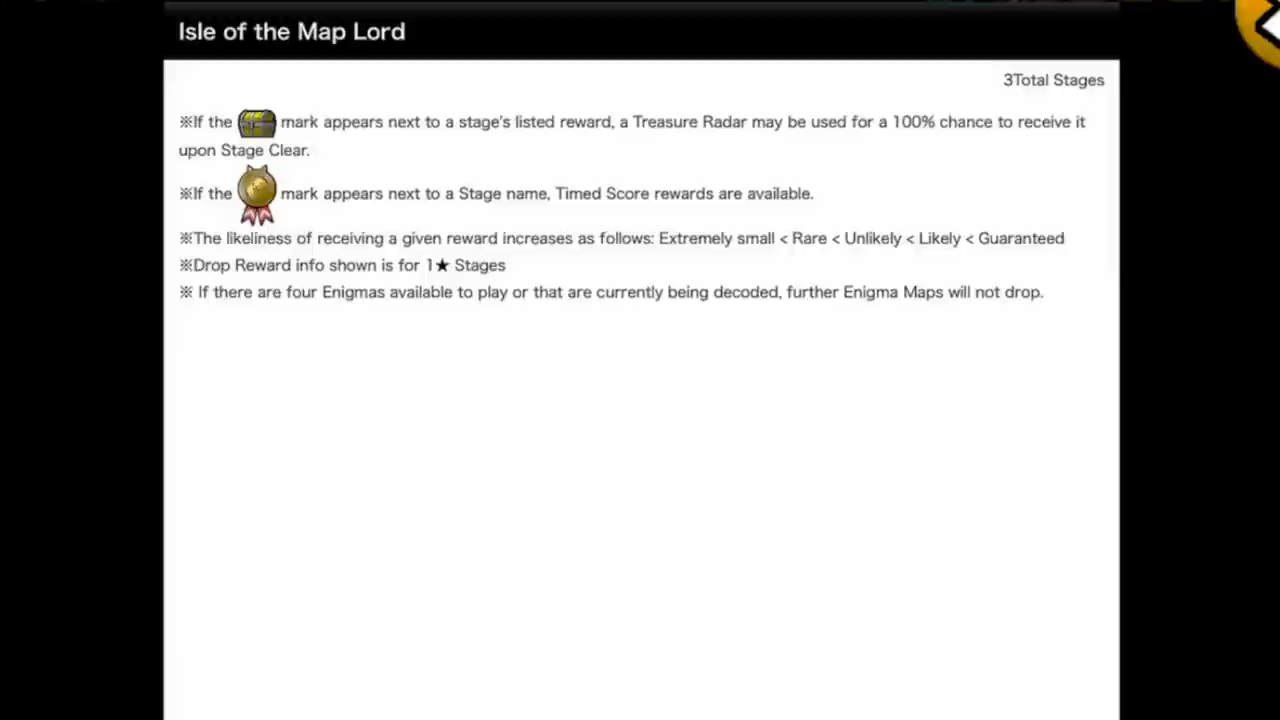 Isle of the Map Lord
3Total Stages
※If the mark appears next to a stage's listed reward, a Treasure Radar may be used for a 100% chance to receive it
upon Stage Clear.
※If the mark appears next to a Stage name, Timed Score rewards are available.
※The likeliness of receiving a given reward increases as follows: Extremely small < Rare < Unlikely < Likely < Guaranteed
※Drop Reward info shown is for 1★ Stages
※ If there are four Enigmas available to play or that are currently being decoded, further Enigma Maps will not drop.